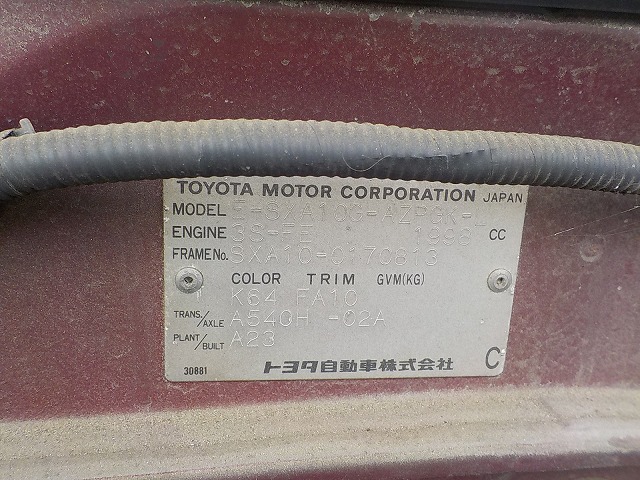 TOYOTA MOTOR CORPORATION JAPAN
MODEL E-SXA10G-AZPGK-L
ENGINE 3S-FE 1998 CC
FRAME No. SXA10-0170813
COLOR TRIM GVM(KG)
K64 FA10
TRANS./AXLE A540H -02A
PLANT/BUILT A23
30881 トヨタ自動車株式会社 C